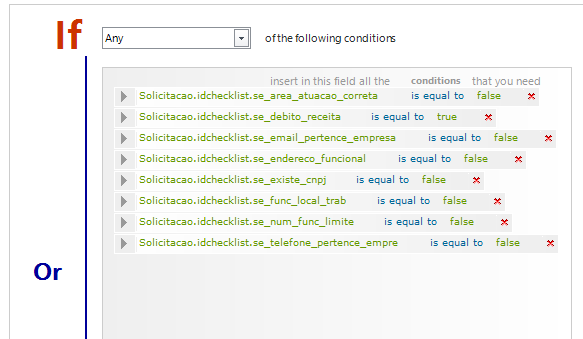 If Any of the following conditions
insert in this field all the conditions that you need
Solicitacao.idchecklist.se_area_atuacao_correta is equal to false
Solicitacao.idchecklist.se_debito_receita is equal to true
Solicitacao.idchecklist.se_email_pertence_empresa is equal to false
Solicitacao.idchecklist.se_endereco_funcional is equal to false
Solicitacao.idchecklist.se_existe_cnpj is equal to false
Solicitacao.idchecklist.se_func_local_trab is equal to false
Solicitacao.idchecklist.se_num_func_limite is equal to false
Solicitacao.idchecklist.se_telefone_pertence_empre is equal to false
Or